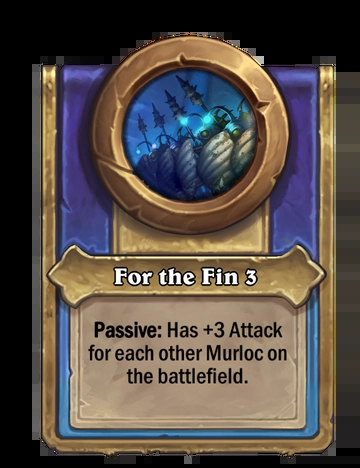 For the Fin 3
Passive: Has +3 Attack
for each other Murloc on
the battlefield.